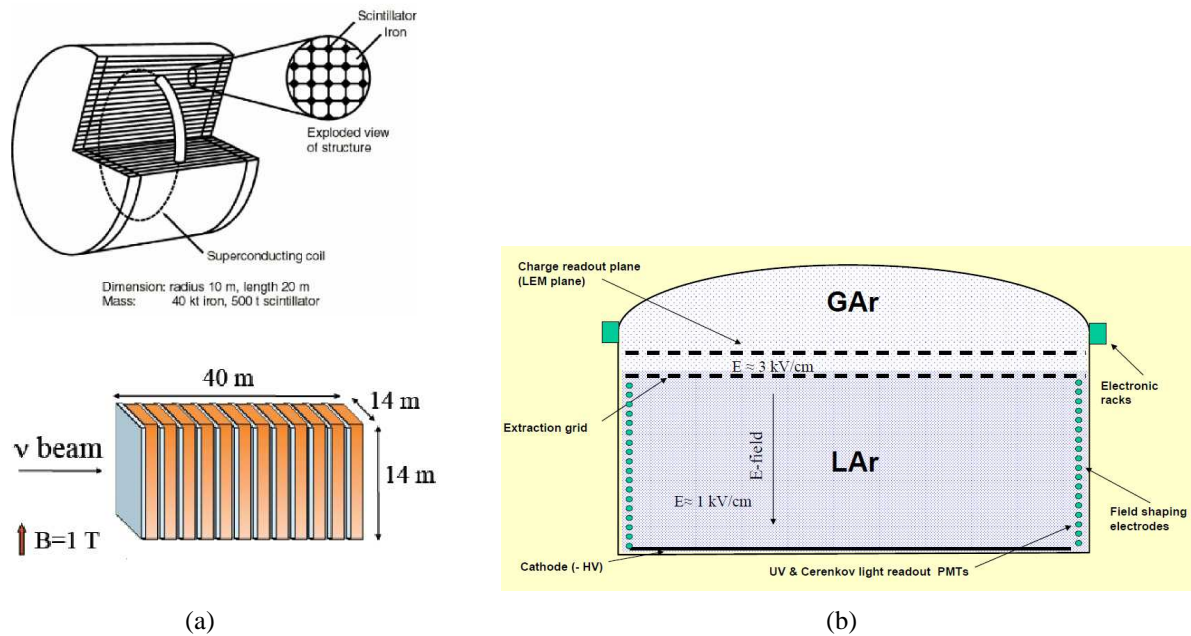 Scintillator
Iron
Exploded view
of structure
Superconducting coil
Dimension: radius 10 m, length 20 m
Mass: 40 kt iron, 500 t scintillator
40 m
14 m
14 m
ν beam
B=1 T
(a)
Charge readout plane
(LEM plane)
GAr
E ≈ 3 kV/cm
Electronic
racks
Extraction grid
E-field
LAr
E≈ 1 kV/cm
Field shaping
electrodes
Cathode (- HV)
UV & Cerenkov light readout PMTs
(b)